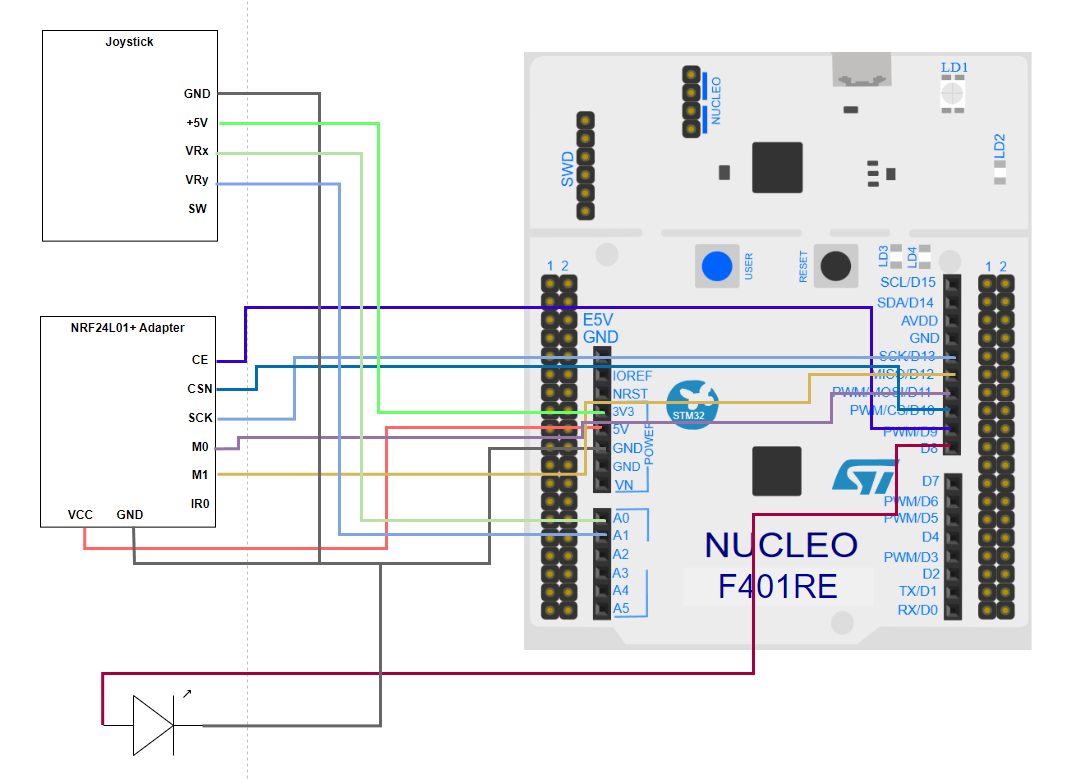 Joystick
GND
+5V
VRx
VRy
SW
NRF24L01+ Adapter
CE
CSN
SCK
M0
M1
IR0
VCC GND
NUCLEO
SWD
LD1
LD2
USER
RESET
LD3
LD4
1 2
1 2
E5V
GND
IOREF
NRST
3V3
5V
GND
GND
VN
POWER
A0
A1
A2
A3
A4
A5
STM32
SCL/D15
SDA/D14
AVDD
GND
SCK/D13
MISO/D12
PWM/MOSI/D11
PWM/CS/D10
PWM/D9
D8
D7
PWM/D6
PWM/D5
D4
PWM/D3
D2
TX/D1
RX/D0
ST
NUCLEO
F401RE